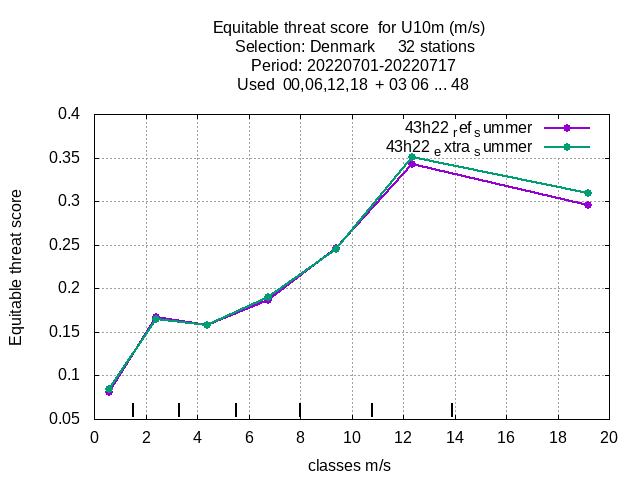 Equitable threat score for U10m (m/s)
Selection: Denmark 32 stations
Period: 20220701-20220717
Used 00,06,12,18 + 03 06 ... 48
43h22_ref_summer
43h22_extra_summer
Equitable threat score
0.4
0.35
0.3
0.25
0.2
0.15
0.1
0.05
0 2 4 6 8 10 12 14 16 18 20
classes m/s